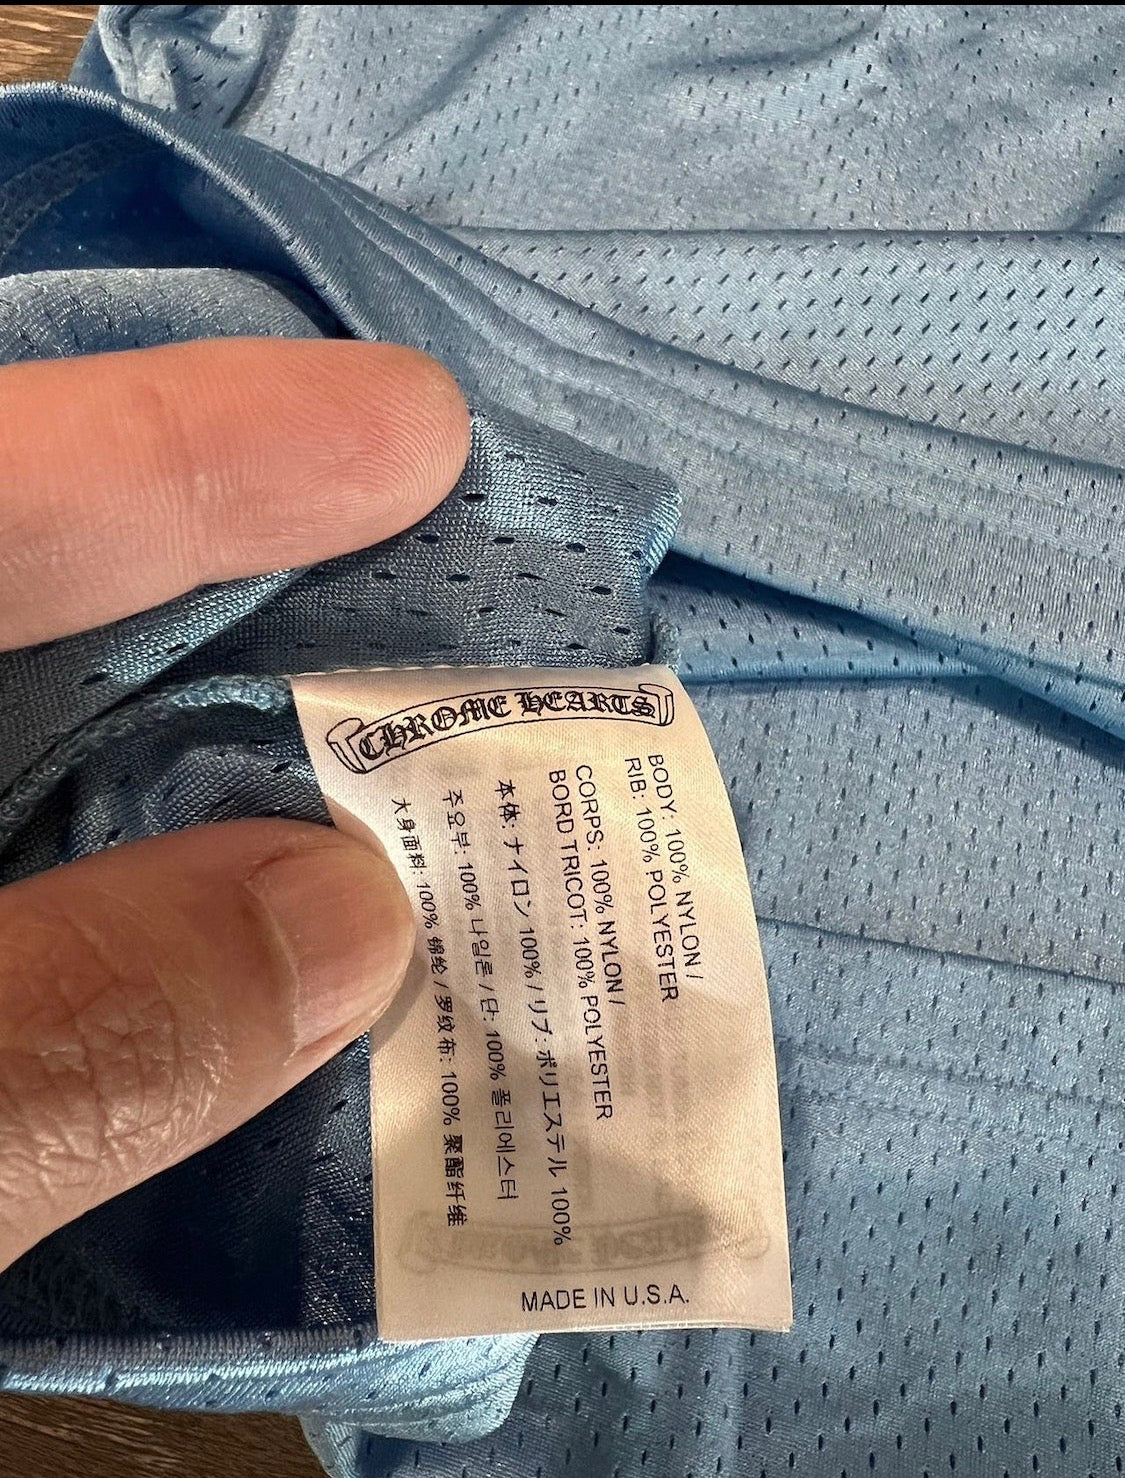 CHROME HEARTS
BODY: 100% NYLON /
RIB: 100% POLYESTER
CORPS: 100% NYLON /
BORD TRICOT: 100% POLYESTER
本体: ナイロン 100% / リブ: ポリエステル 100%
주요부: 100% 나일론 / 단: 100% 폴리에스터
大身面料: 100% 锦纶 / 罗纹布: 100% 聚酯纤维
MADE IN U.S.A.